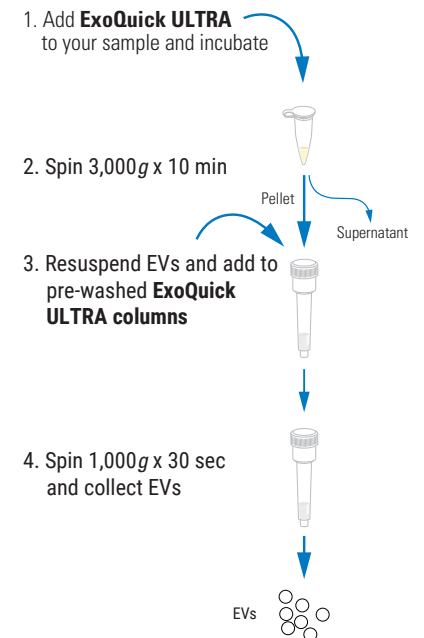 1. Add ExoQuick ULTRA
to your sample and incubate
2. Spin 3,000g x 10 min
Pellet
Supernatant
3. Resuspend EVs and add to
pre-washed ExoQuick
ULTRA columns
4. Spin 1,000g x 30 sec
and collect EVs
EVs